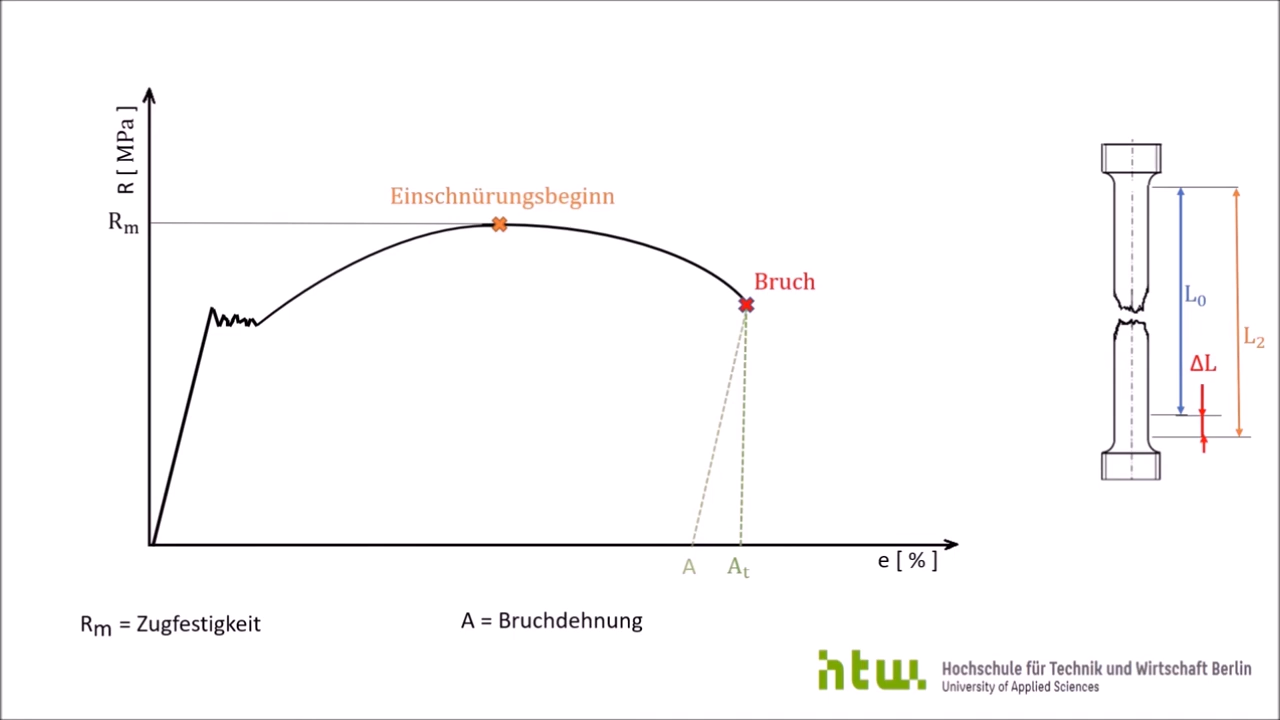 R [ MPa ]
Einschnürungsbeginn
Rₘ
Bruch
L₀
L₂
ΔL
A
Aₜ
e [ % ]
Rₘ = Zugfestigkeit
A = Bruchdehnung
htw.
Hochschule für Technik und Wirtschaft Berlin
University of Applied Sciences